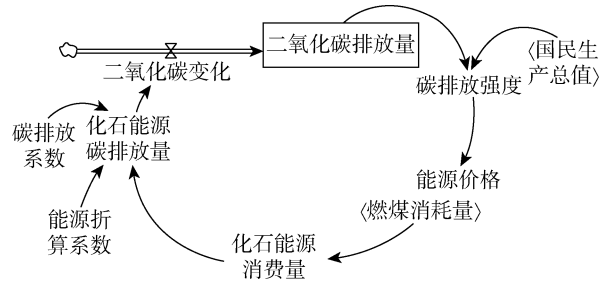 二氧化碳排放量
〈国民生
产总值〉
二氧化碳变化
碳排放强度
碳排放
系数
化石能源
碳排放量
能源价格
〈燃煤消耗量〉
能源折
算系数
化石能源
消费量